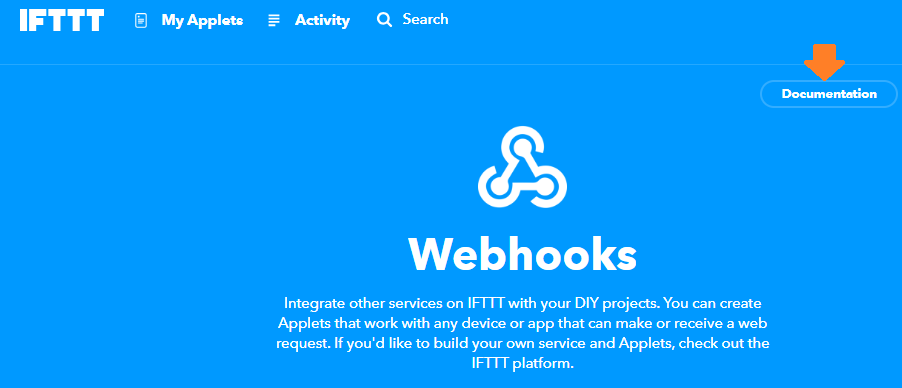 IFTTT My Applets Activity Search
Documentation
Webhooks
Integrate other services on IFTTT with your DIY projects. You can create
Applets that work with any device or app that can make or receive a web
request. If you'd like to build your own service and Applets, check out the
IFTTT platform.